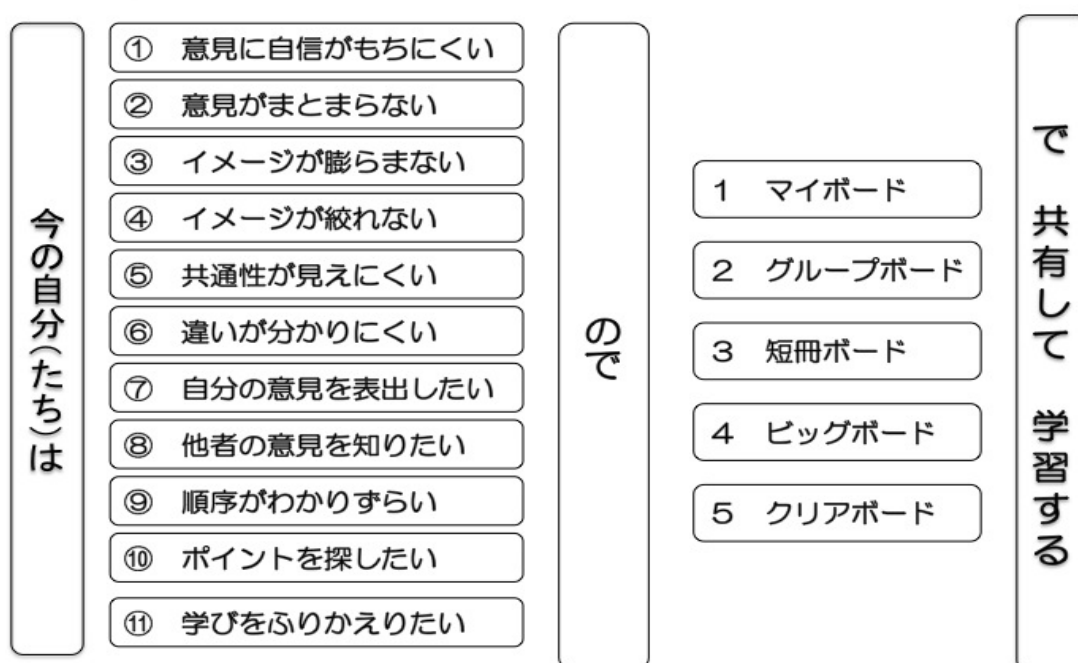 今の自分(たち)は
① 意見に自信がもちにくい
② 意見がまとまらない
③ イメージが膨らまない
④ イメージが絞れない
⑤ 共通性が見えにくい
⑥ 違いが分かりにくい
⑦ 自分の意見を表出したい
⑧ 他者の意見を知りたい
⑨ 順序がわかりずらい
⑩ ポイントを探したい
⑪ 学びをふりかえりたい
ので
1 マイボード
2 グループボード
3 短冊ボード
4 ビッグボード
5 クリアボード
で 共有して 学習する